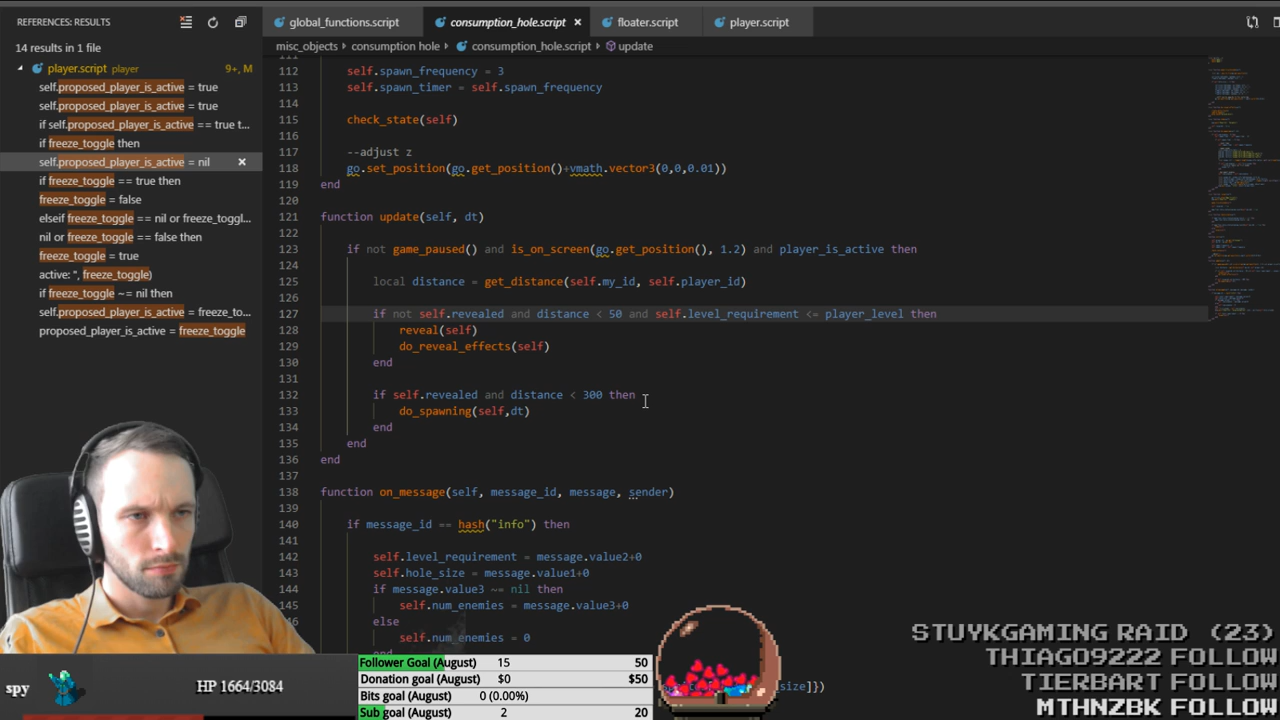 REFERENCES: RESULTS
global_functions.script
consumption_hole.script ×
floater.script
player.script
14 results in 1 file
misc_objects › consumption hole › consumption_hole.script › update
player.script player 9+, M
self.proposed_player_is_active = true
self.proposed_player_is_active = true
if self.proposed_player_is_active == true t...
if freeze_toggle then
self.proposed_player_is_active = nil ×
if freeze_toggle == true then
freeze_toggle = false
elseif freeze_toggle == nil or freeze_toggl...
nil or freeze_toggle == false then
freeze_toggle = true
active: ", freeze_toggle)
if freeze_toggle ~= nil then
self.proposed_player_is_active = freeze_to...
proposed_player_is_active = freeze_toggle
112 self.spawn_frequency = 3
113 self.spawn_timer = self.spawn_frequency
114
115 check_state(self)
116
117 --adjust z
118 go.set_position(go.get_position()+vmath.vector3(0,0,0.01))
119 end
120
121 function update(self, dt)
122
123 if not game_paused() and is_on_screen(go.get_position(), 1.2) and player_is_active then
124
125 local distance = get_distance(self.my_id, self.player_id)
126
127 if not self.revealed and distance < 50 and self.level_requirement <= player_level then
128 reveal(self)
129 do_reveal_effects(self)
130 end
131
132 if self.revealed and distance < 300 then
133 do_spawning(self,dt)
134 end
135 end
136 end
137
138 function on_message(self, message_id, message, sender)
139
140 if message_id == hash("info") then
141
142 self.level_requirement = message.value2+0
143 self.hole_size = message.value1+0
144 if message.value3 ~= nil then
145 self.num_enemies = message.value3+0
46 else
648 self.num_enemies = 0
size]})
spy
HP 1664/3084
Follower Goal (August) 15 50
Donation goal (August) $0 $50
Bits goal (August) 0 (0.00%)
Sub goal (August) 2 20
STUYKGAMING RAID (23)
THIAGO9222 FOLLOW
TIERBART FOLLOW
MTHNZBK FOLLOW